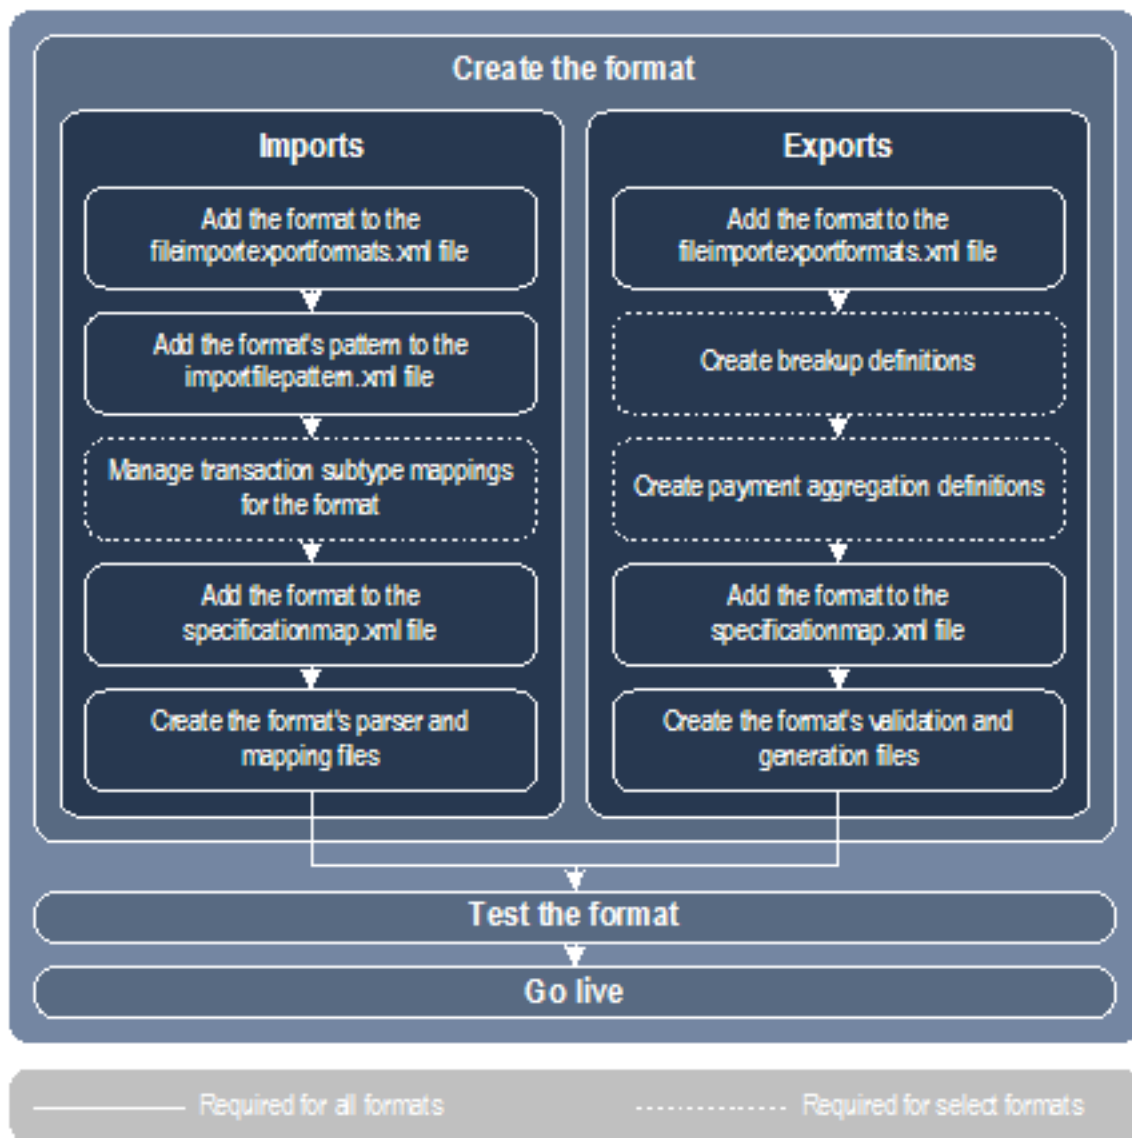 Create the format
Imports
Add the format to the
fileimportexportformats.xml file
Add the format's pattern to the
importfilepattern.xml file
Manage transaction subtype mappings
for the format
Add the format to the
specificationmap.xml file
Create the format's parser and
mapping files
Exports
Add the format to the
fileimportexportformats.xml file
Create breakup definitions
Create payment aggregation definitions
Add the format to the
specificationmap.xml file
Create the format's validation and
generation files
Test the format
Go live
Required for all formats
Required for select formats